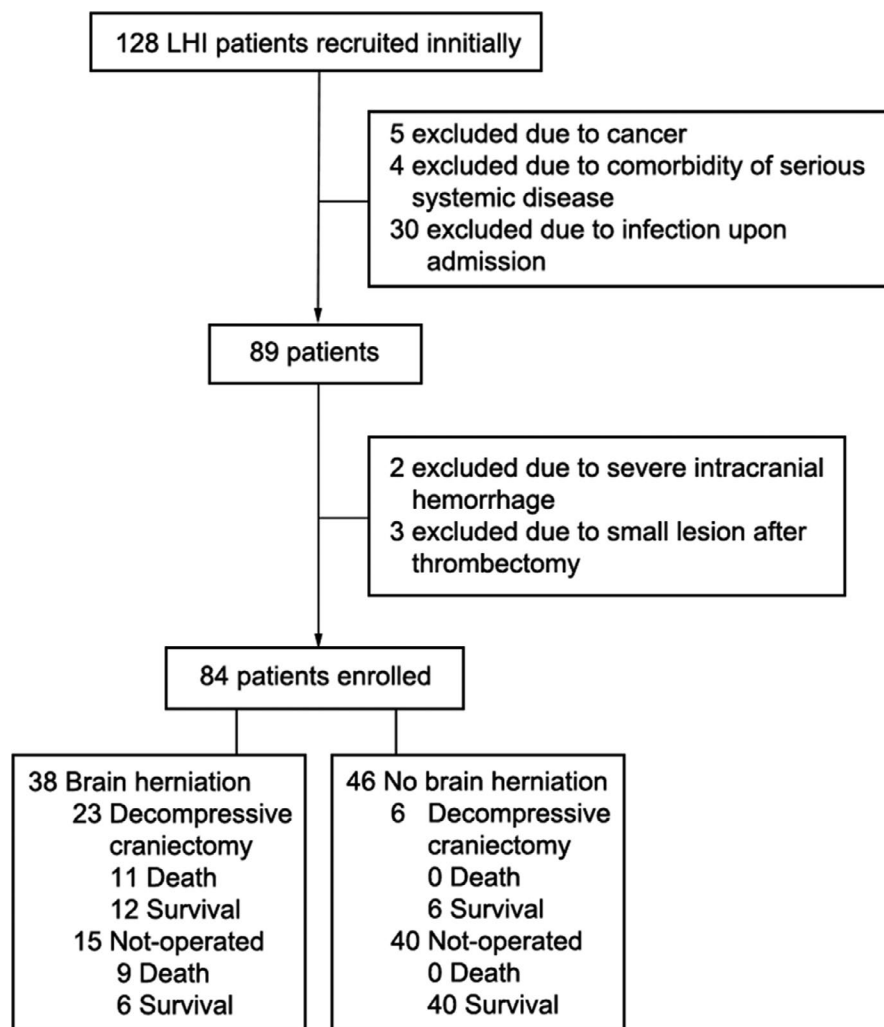 128 LHI patients recruited innitially
5 excluded due to cancer
4 excluded due to comorbidity of serious
systemic disease
30 excluded due to infection upon
admission
89 patients
2 excluded due to severe intracranial
hemorrhage
3 excluded due to small lesion after
thrombectomy
84 patients enrolled
38 Brain herniation
23 Decompressive
craniectomy
11 Death
12 Survival
15 Not-operated
9 Death
6 Survival
46 No brain herniation
6 Decompressive
craniectomy
0 Death
6 Survival
40 Not-operated
0 Death
40 Survival